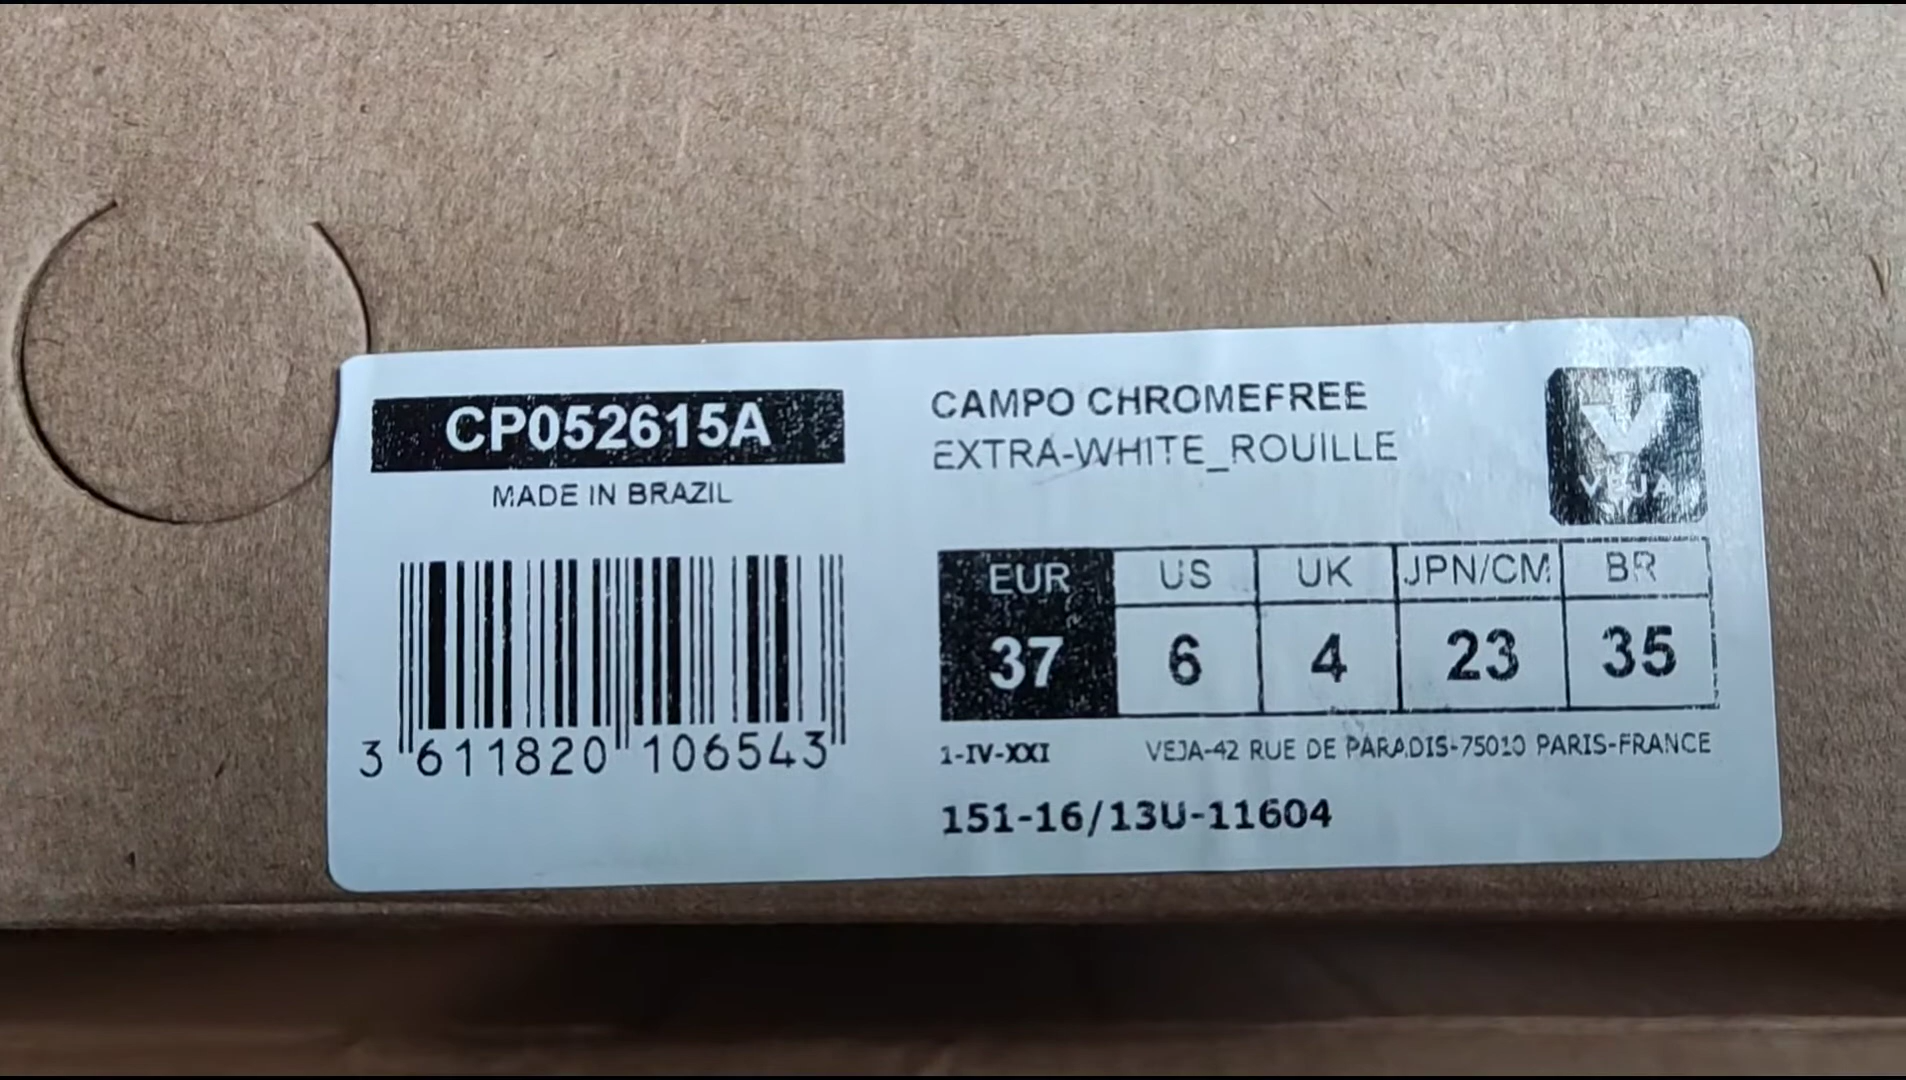 CP052615A
MADE IN BRAZIL
3 611820 106543
CAMPO CHROMEFREE
EXTRA-WHITE_ROUILLE
VEJA
EUR US UK JPN/CM BR
37 6 4 23 35
1-IV-XXI VEJA-42 RUE DE PARADIS-75010 PARIS-FRANCE
151-16/13U-11604